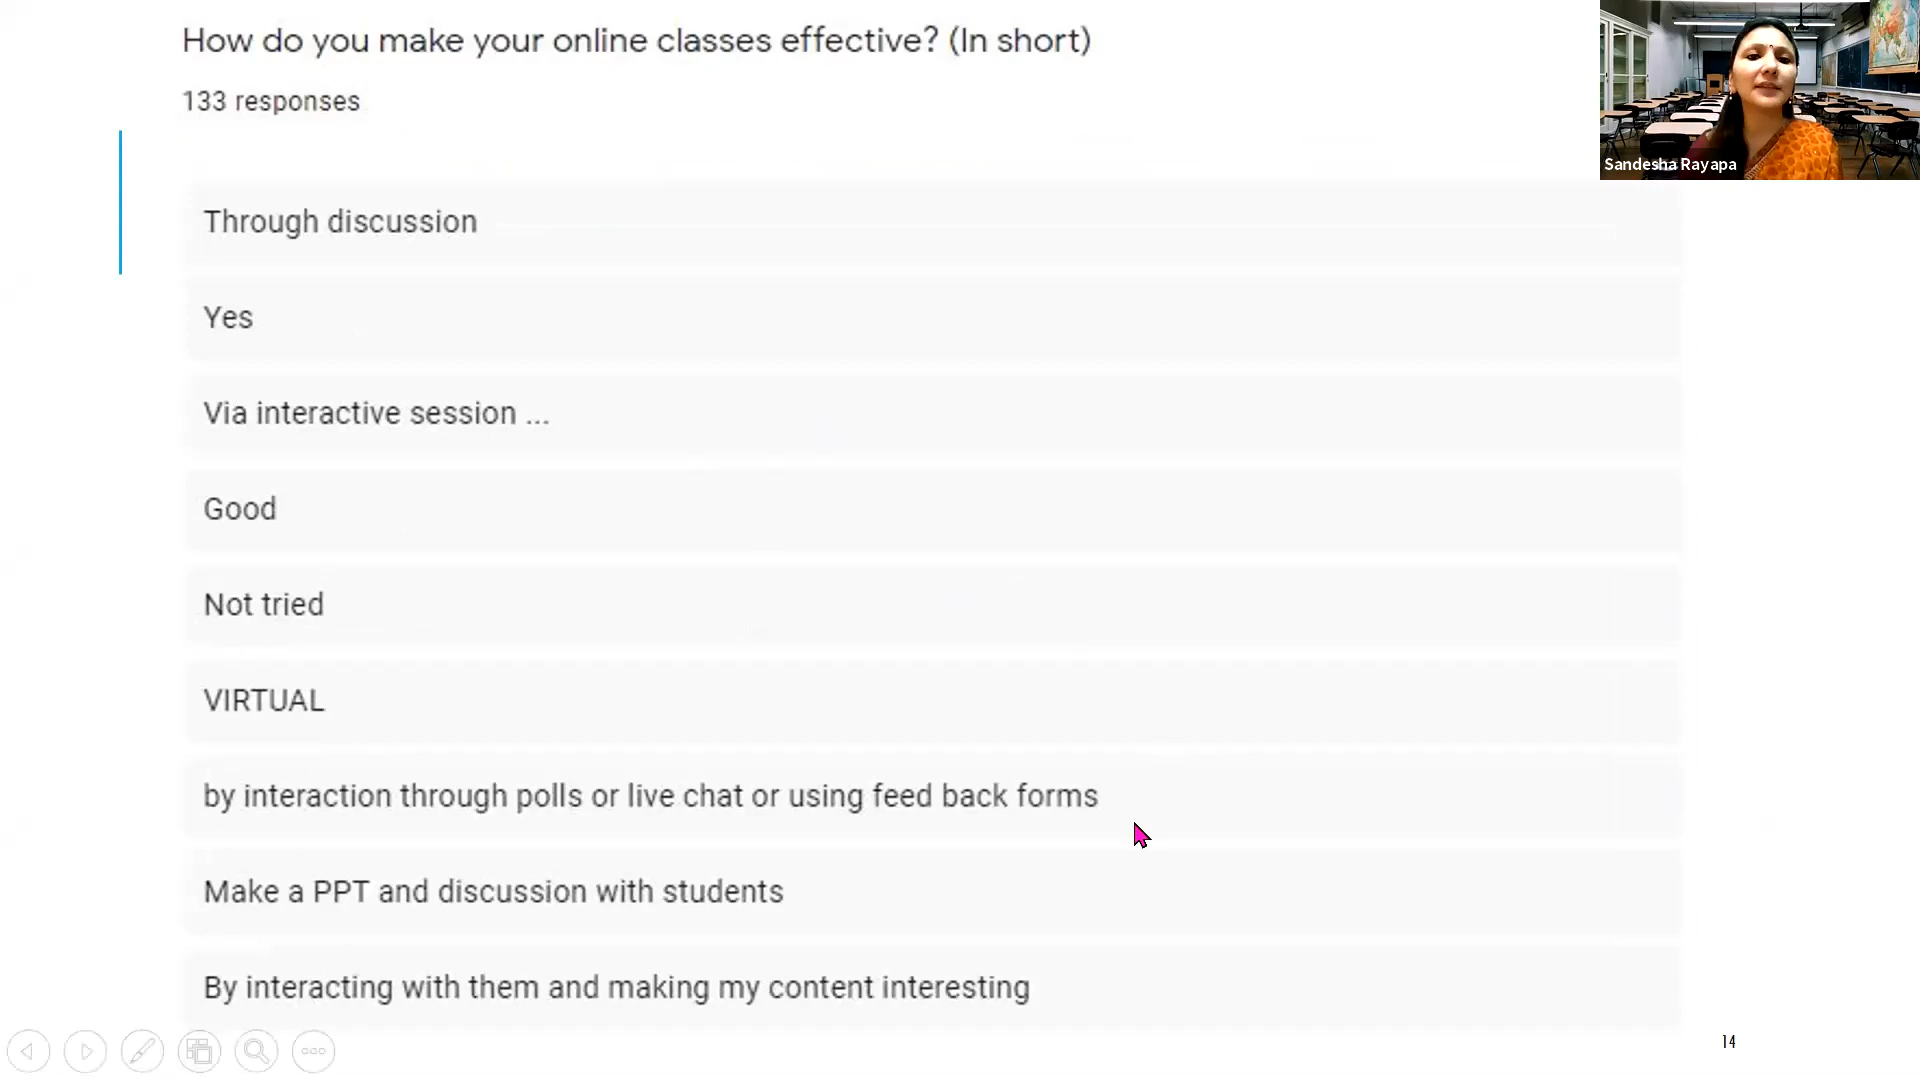 How do you make your online classes effective? (In short)
133 responses
Sandesha Rayapa
Through discussion
Yes
Via interactive session ...
Good
Not tried
VIRTUAL
by interaction through polls or live chat or using feed back forms
Make a PPT and discussion with students
By interacting with them and making my content interesting
14